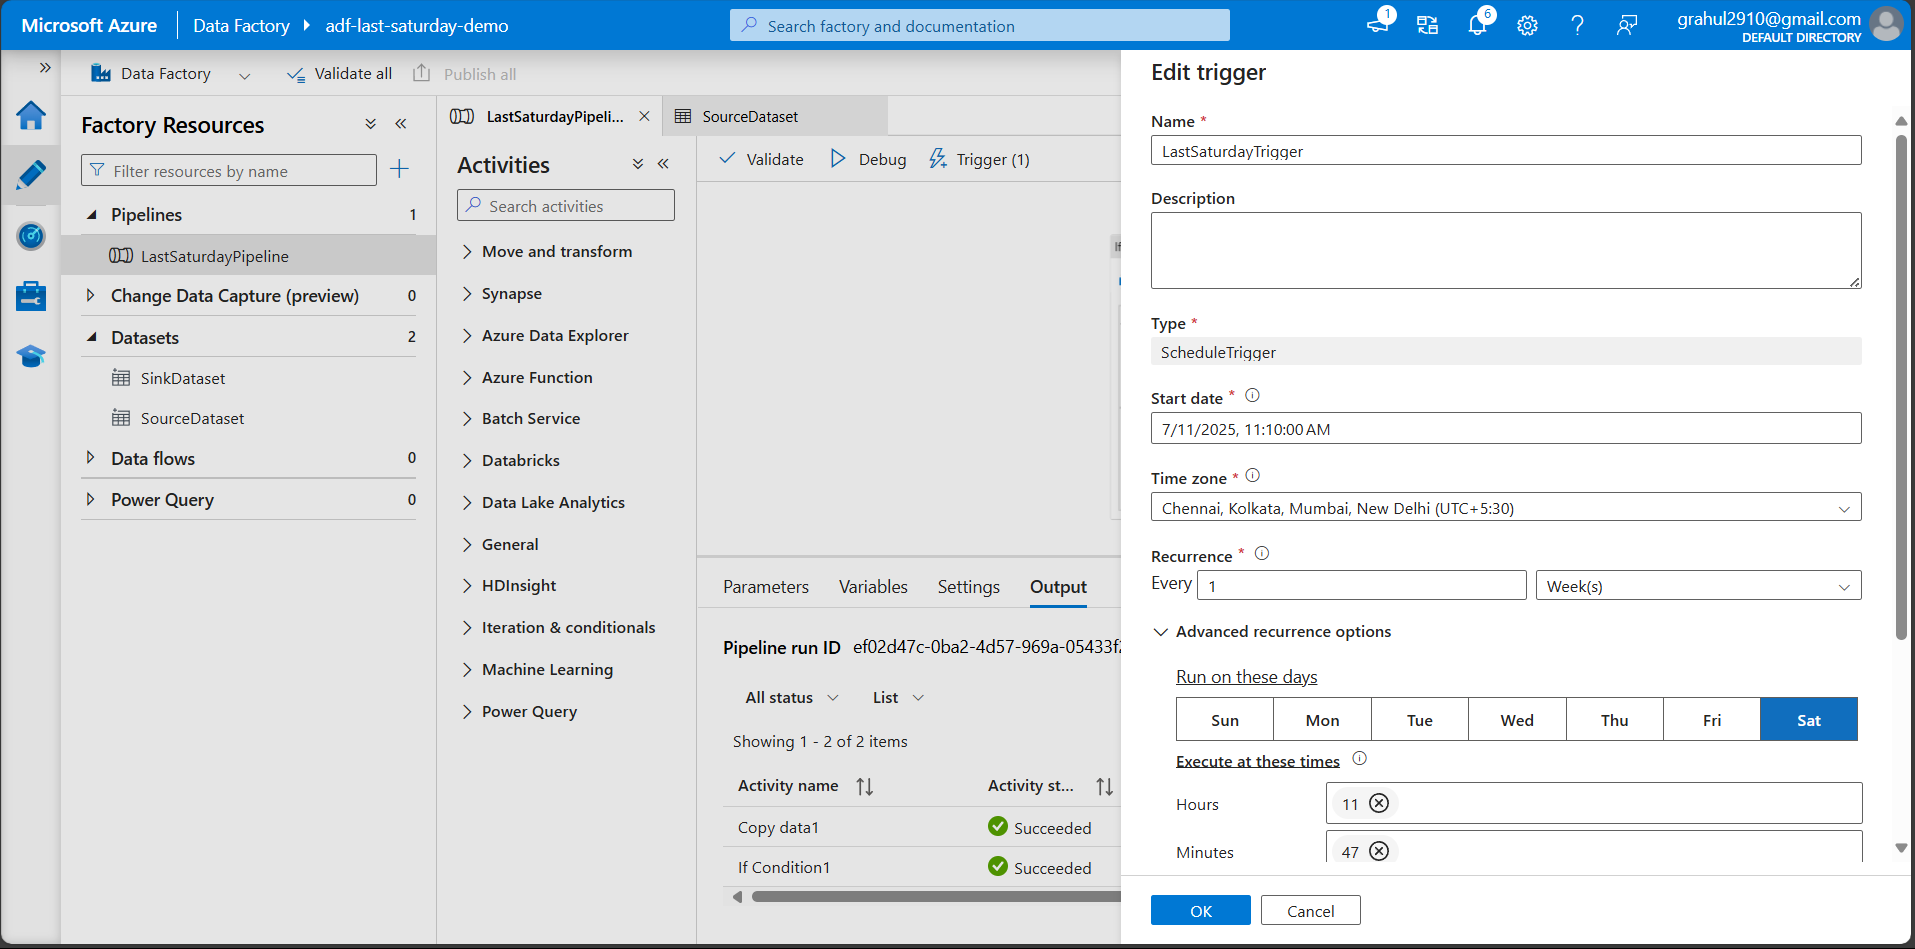 Microsoft Azure
Data Factory
adf-last-saturday-demo
Search factory and documentation
1
6
grahul2910@gmail.com
DEFAULT DIRECTORY
Data Factory
Validate all
Publish all
Factory Resources
Filter resources by name
Pipelines 1
LastSaturdayPipeline
Change Data Capture (preview) 0
Datasets 2
SinkDataset
SourceDataset
Data flows 0
Power Query 0
LastSaturdayPipeli...
SourceDataset
Activities
Search activities
Move and transform
Synapse
Azure Data Explorer
Azure Function
Batch Service
Databricks
Data Lake Analytics
General
HDInsight
Iteration & conditionals
Machine Learning
Power Query
Validate
Debug
Trigger (1)
Parameters
Variables
Settings
Output
Pipeline run ID ef02d47c-0ba2-4d57-969a-05433f
All status
List
Showing 1 - 2 of 2 items
Activity name
Activity st...
Copy data1 Succeeded
If Condition1 Succeeded
Edit trigger
Name *
LastSaturdayTrigger
Description
Type *
ScheduleTrigger
Start date *
7/11/2025, 11:10:00 AM
Time zone *
Chennai, Kolkata, Mumbai, New Delhi (UTC+5:30)
Recurrence *
Every 1 Week(s)
Advanced recurrence options
Run on these days
Sun Mon Tue Wed Thu Fri Sat
Execute at these times
Hours 11
Minutes 47
OK
Cancel